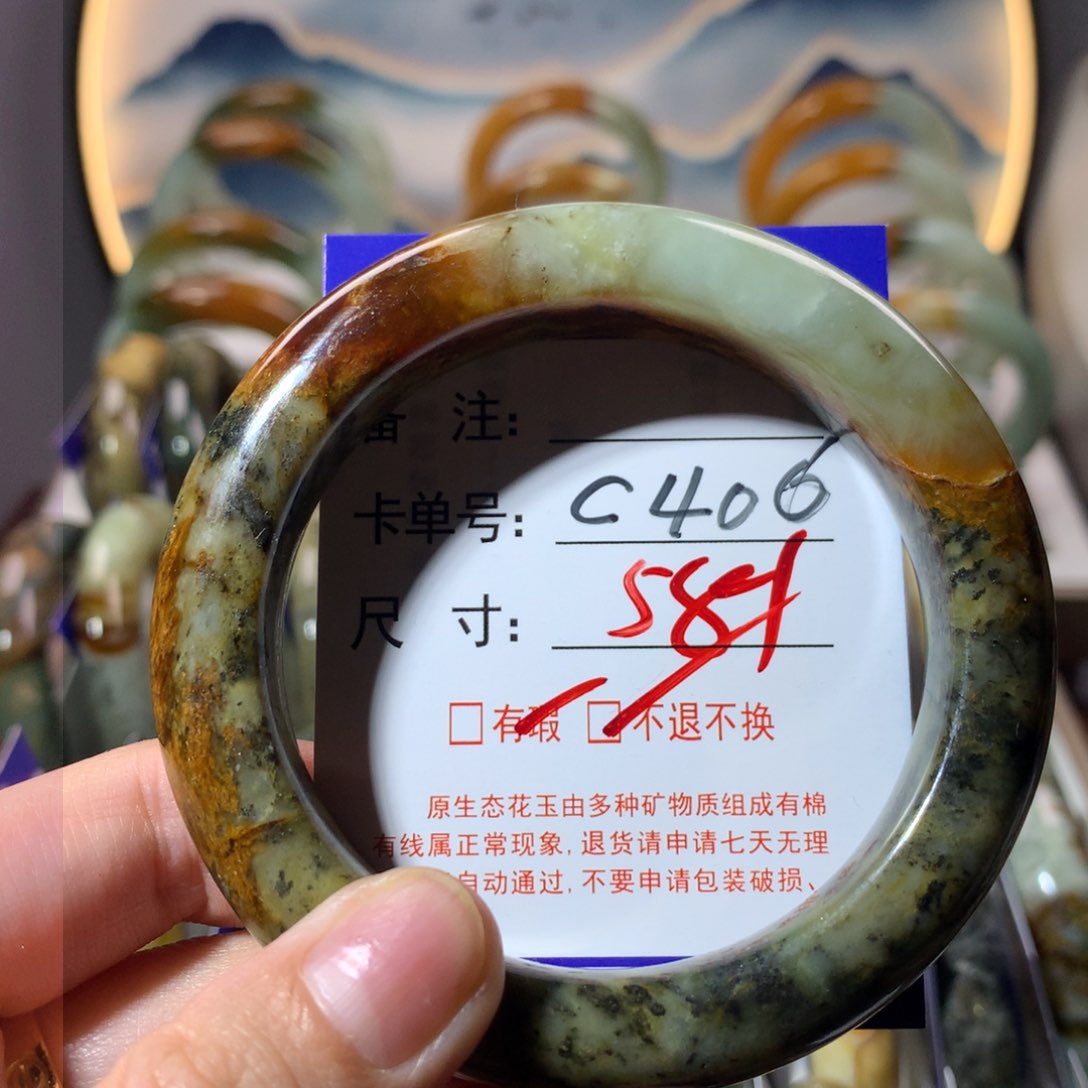 备 注:
卡单号: C406
尺 寸: 58
有瑕 不退不换
原生态花玉由多种矿物质组成有棉
有线属正常现象,退货请申请七天无理
自动通过,不要申请包装破损、